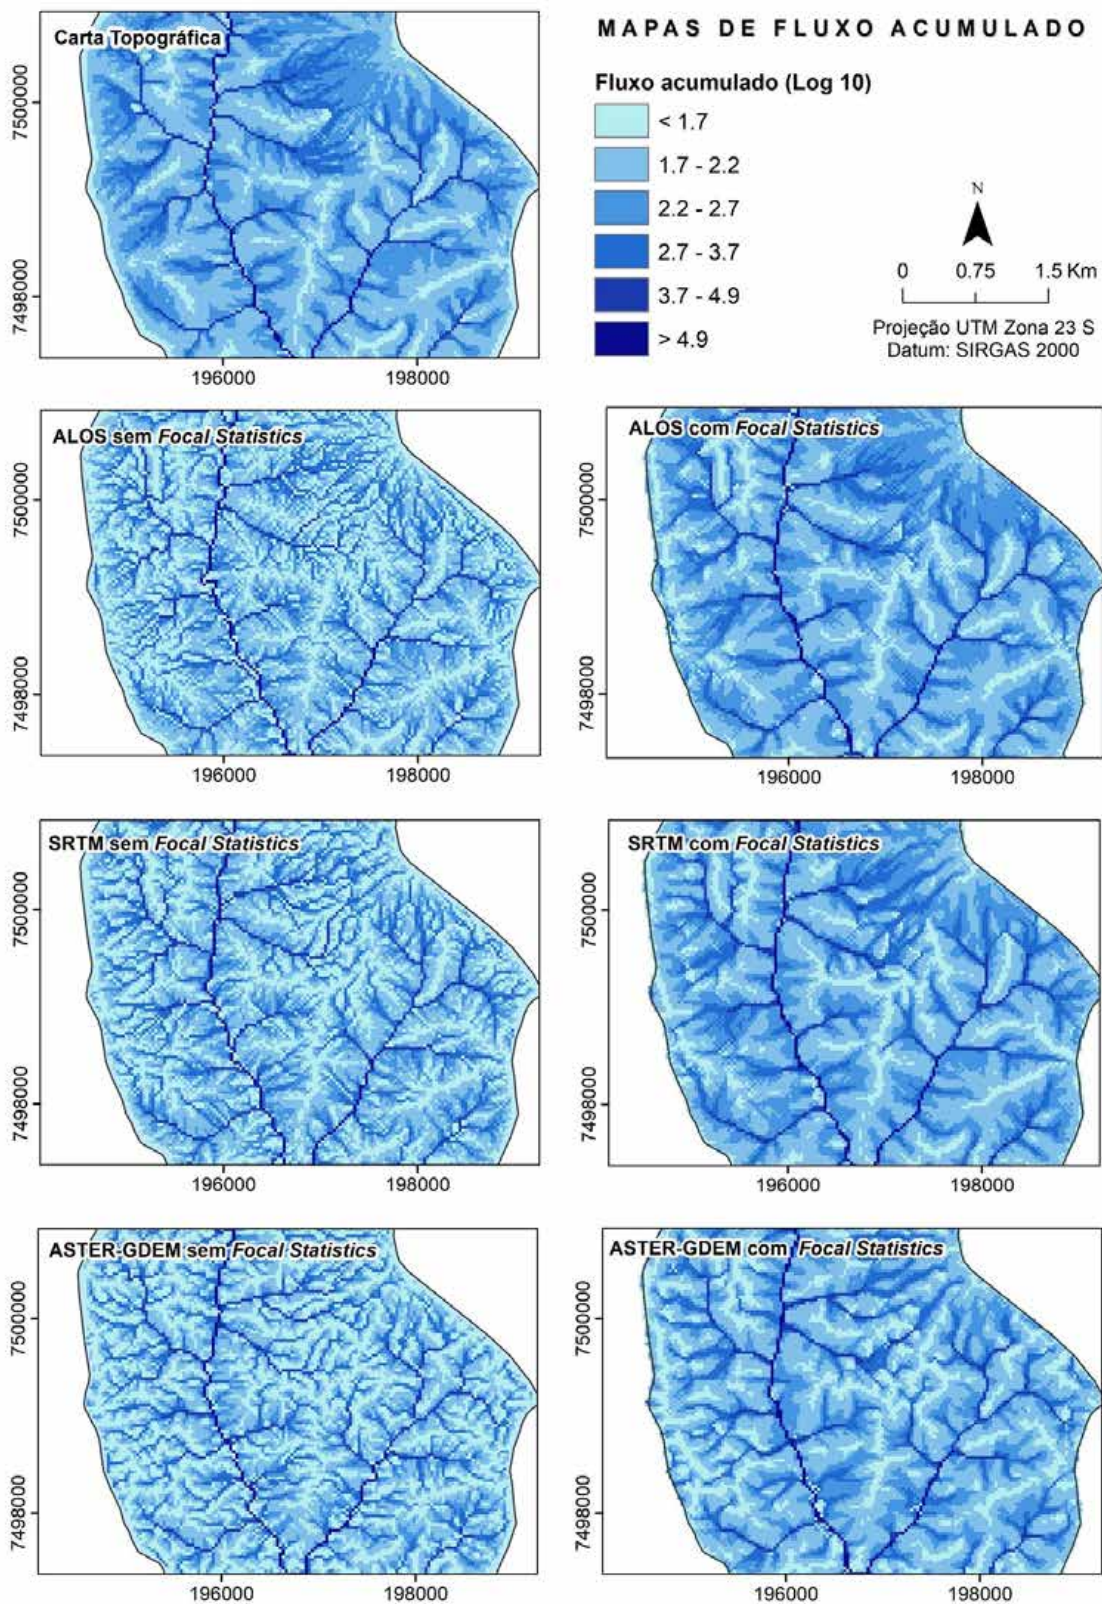 Carta Topográfica
7500000
7498000
196000
198000
MAPAS DE FLUXO ACUMULADO
Fluxo acumulado (Log 10)
< 1.7
1.7 - 2.2
2.2 - 2.7
2.7 - 3.7
3.7 - 4.9
> 4.9
N
0 0.75 1.5 Km
Projeção UTM Zona 23 S
Datum: SIRGAS 2000
ALOS sem Focal Statistics
7500000
7498000
196000
198000
ALOS com Focal Statistics
7500000
7498000
196000
198000
SRTM sem Focal Statistics
7500000
7498000
196000
198000
SRTM com Focal Statistics
7500000
7498000
196000
198000
ASTER-GDEM sem Focal Statistics
7500000
7498000
196000
198000
ASTER-GDEM com Focal Statistics
7500000
7498000
196000
198000